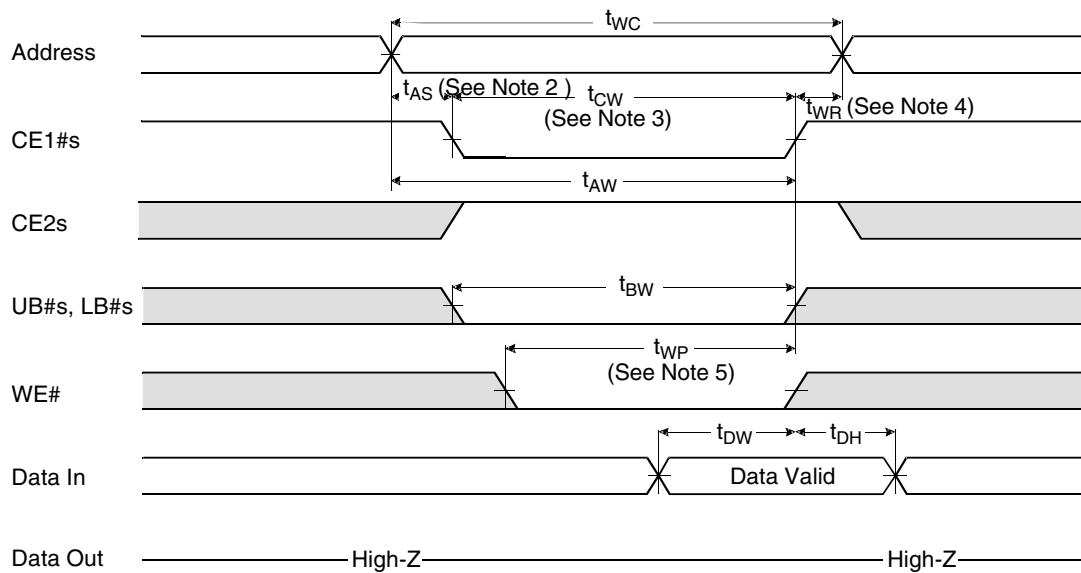 tWC
Address
tAS (See Note 2 )
tCW
(See Note 3)
tWR (See Note 4)
CE1#s
tAW
CE2s
tBW
UB#s, LB#s
tWP
(See Note 5)
WE#
tDW
tDH
Data In
Data Valid
Data Out
High-Z
High-Z